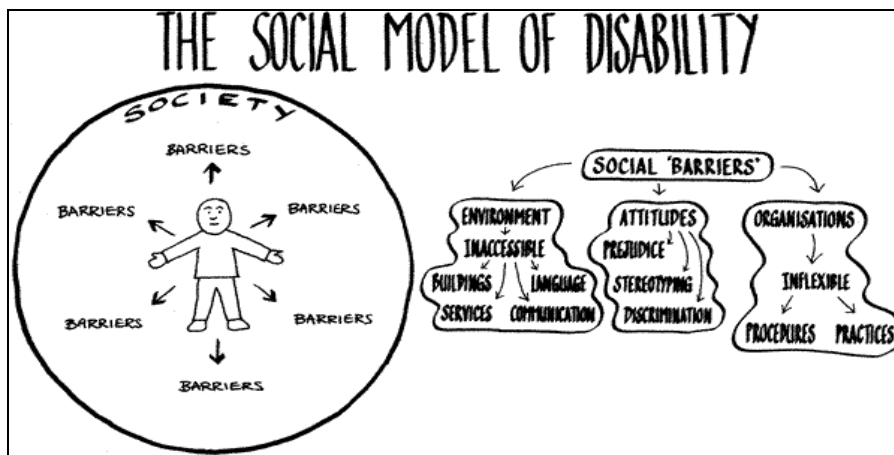 THE SOCIAL MODEL OF DISABILITY
SOCIETY
BARRIERS
BARRIERS BARRIERS
BARRIERS BARRIERS
BARRIERS
SOCIAL 'BARRIERS'
ENVIRONMENT
INACCESSIBLE
BUILDINGS LANGUAGE
SERVICES COMMUNICATION
ATTITUDES
PREJUDICE
STEREOTYPING
DISCRIMINATION
ORGANISATIONS
INFLEXIBLE
PROCEDURES PRACTICES